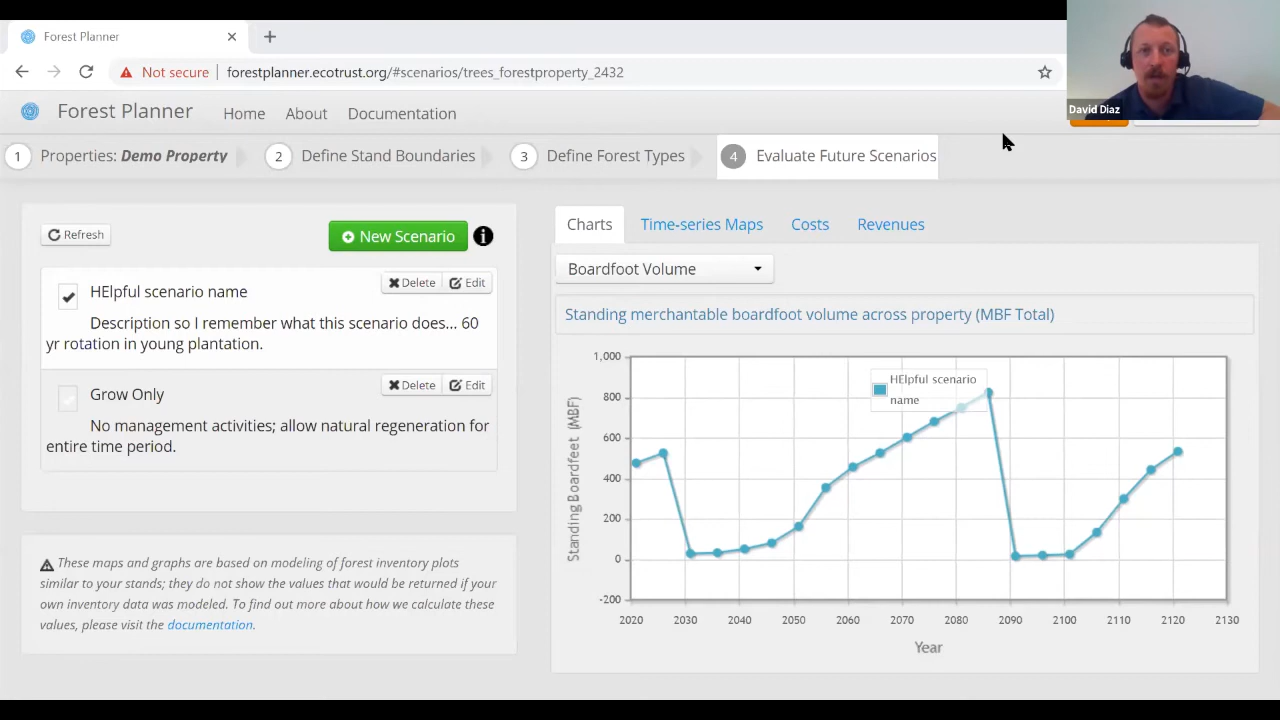 Forest Planner
Not secure
forestplanner.ecotrust.org/#scenarios/trees_forestproperty_2432
David Diaz
Forest Planner
Home
About
Documentation
1 Properties: Demo Property
2 Define Stand Boundaries
3 Define Forest Types
4 Evaluate Future Scenarios
Refresh
New Scenario
HElpful scenario name
Delete
Edit
Description so I remember what this scenario does... 60
yr rotation in young plantation.
Grow Only
Delete
Edit
No management activities; allow natural regeneration for
entire time period.
These maps and graphs are based on modeling of forest inventory plots
similar to your stands; they do not show the values that would be returned if your
own inventory data was modeled. To find out more about how we calculate these
values, please visit the documentation.
Charts
Time-series Maps
Costs
Revenues
Boardfoot Volume
Standing merchantable boardfoot volume across property (MBF Total)
HElpful scenario
name
Standing Boardfeet (MBF)
1,000
800
600
400
200
0
-200
2020 2030 2040 2050 2060 2070 2080 2090 2100 2110 2120 2130
Year